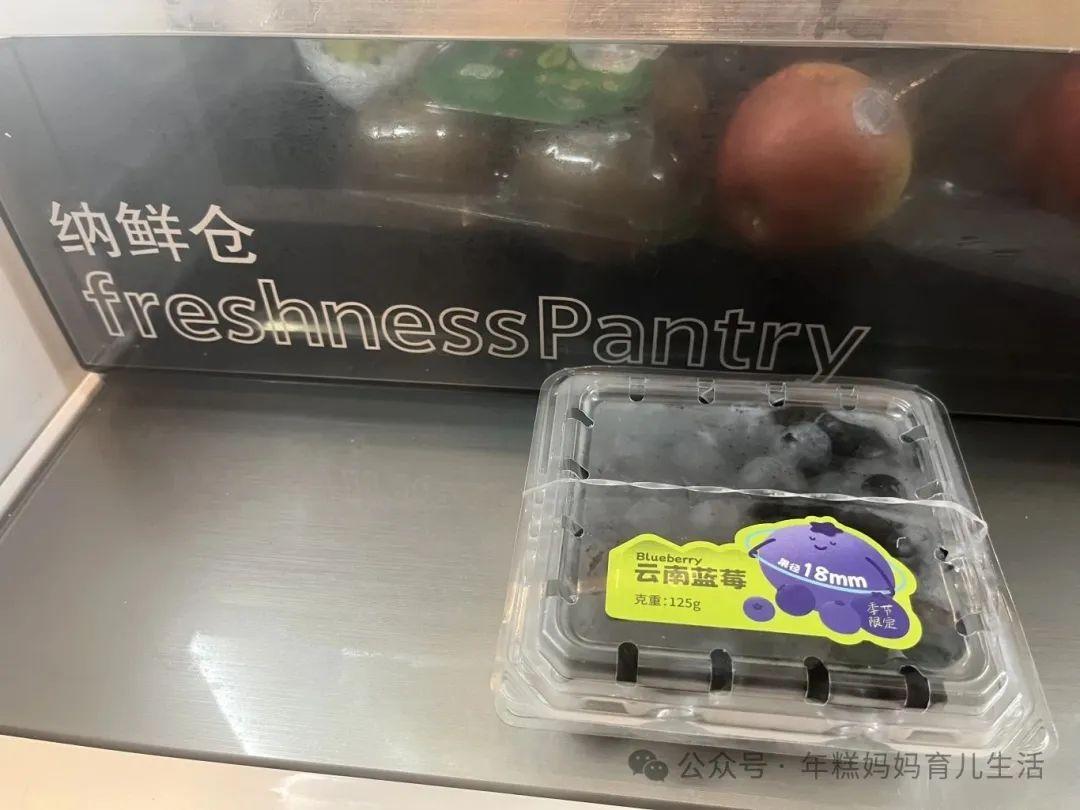 纳鲜仓
freshnessPantry
Blueberry
云南蓝莓
克重：125g
果径18mm
季节
限定
公众号 · 年糕妈妈育儿生活